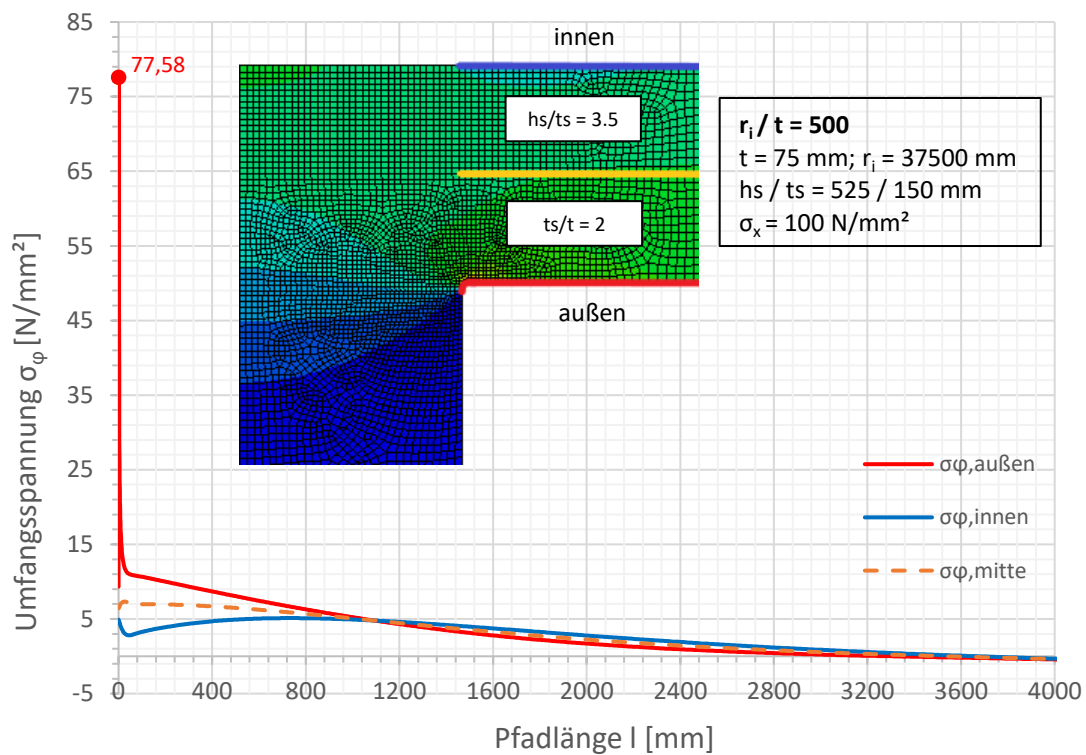 85
75
65
55
45
35
25
15
5
-5
Umfangsspannung σφ [N/mm²]
77,58
innen
hs/ts = 3.5
ts/t = 2
außen
rᵢ / t = 500
t = 75 mm; rᵢ = 37500 mm
hs / ts = 525 / 150 mm
σₓ = 100 N/mm²
σφ,außen
σφ,innen
σφ,mitte
0 400 800 1200 1600 2000 2400 2800 3200 3600 4000
Pfadlänge l [mm]